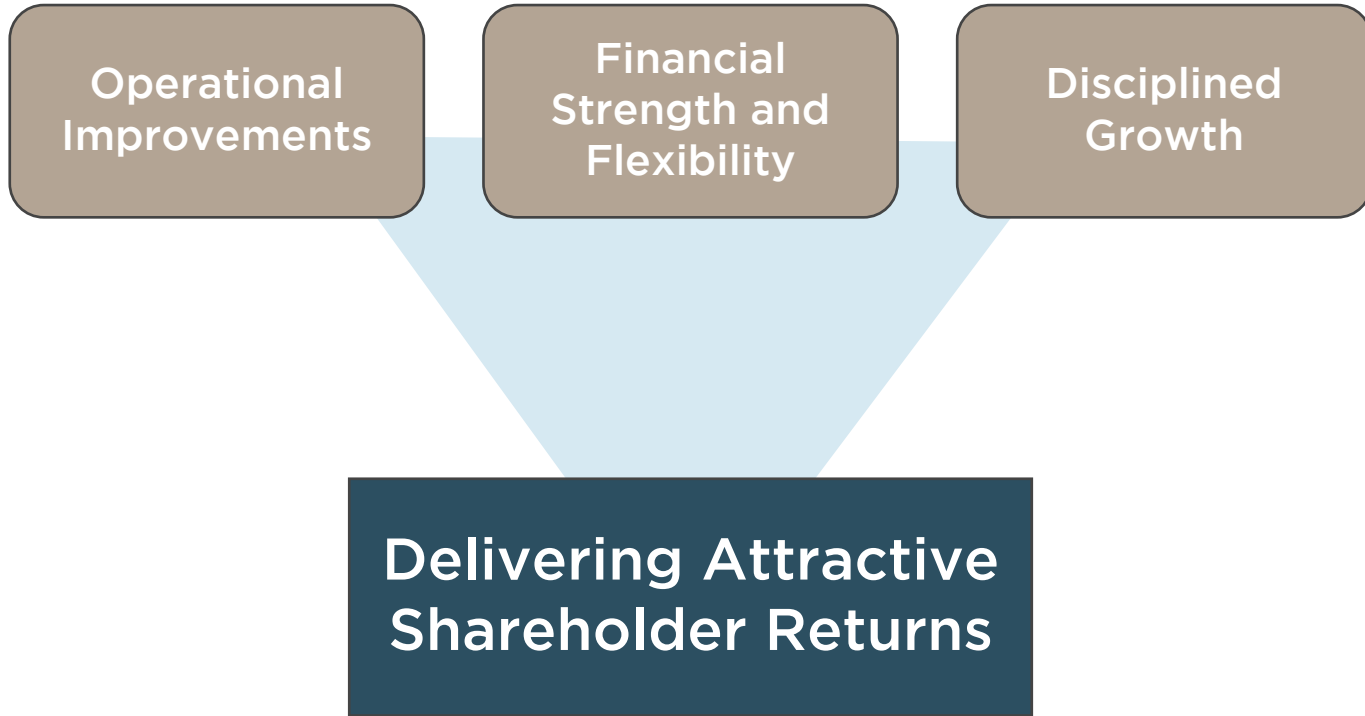 Operational
Improvements
Financial
Strength and
Flexibility
Disciplined
Growth
Delivering Attractive
Shareholder Returns